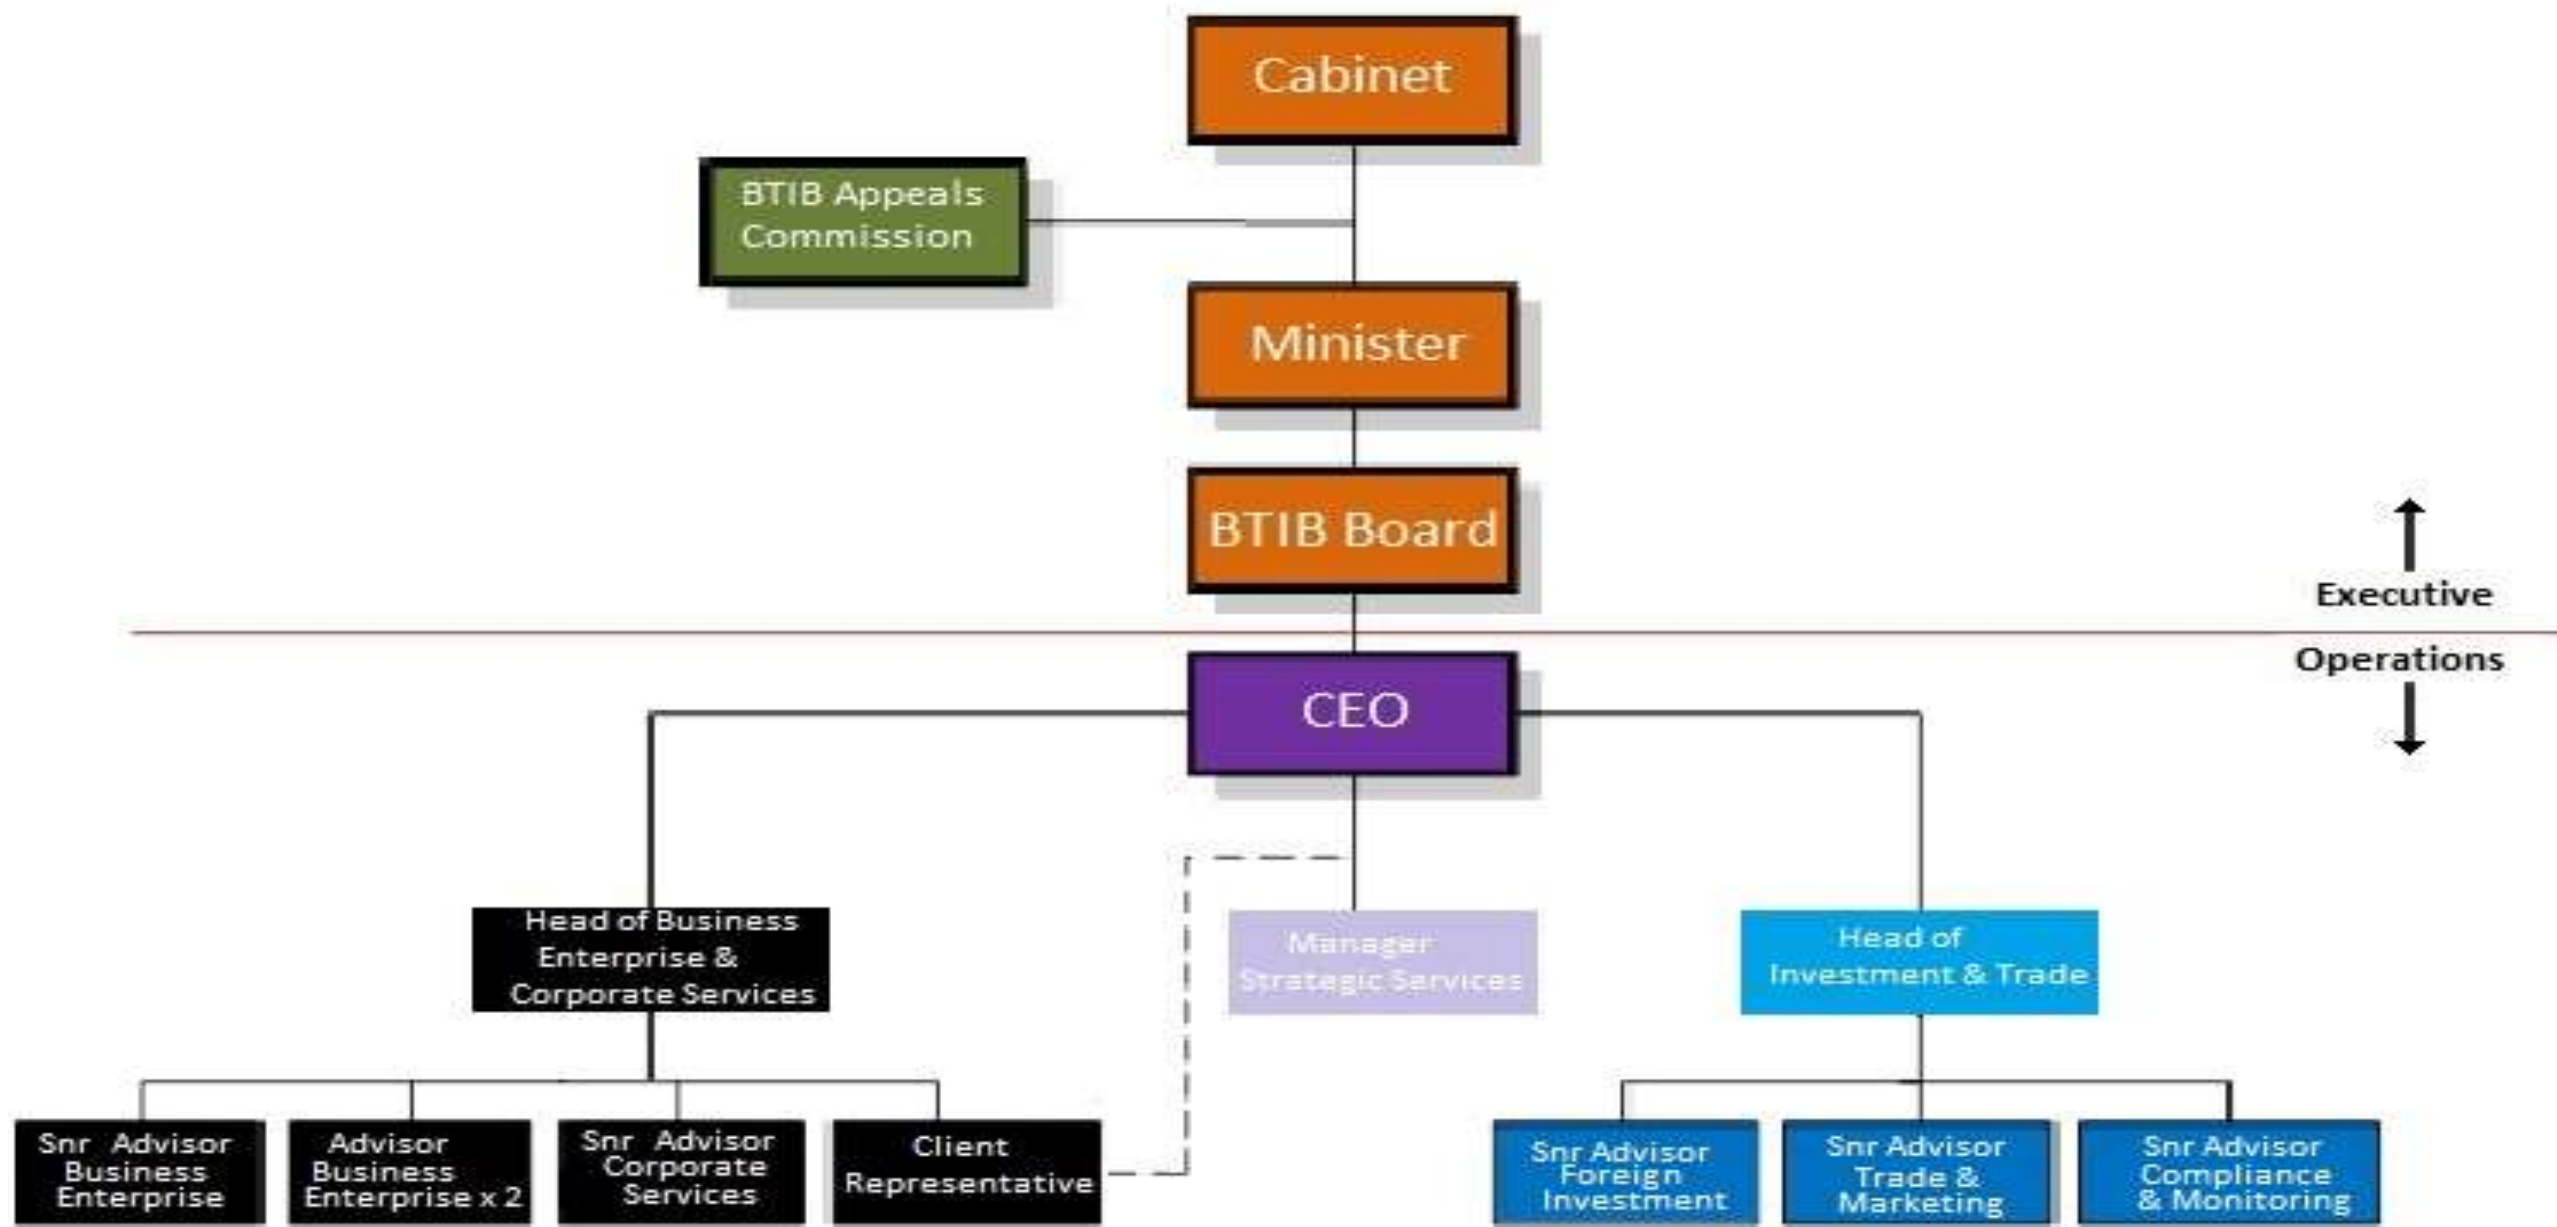 Cabinet
BTIB Appeals
Commission
Minister
BTIB Board
Executive
Operations
CEO
Head of Business
Enterprise &
Corporate Services
Manager
Strategic Services
Head of
Investment & Trade
Snr Advisor
Business
Enterprise
Advisor
Business
Enterprise x 2
Snr Advisor
Corporate
Services
Client
Representative
Snr Advisor
Foreign
Investment
Snr Advisor
Trade &
Marketing
Snr Advisor
Compliance
& Monitoring